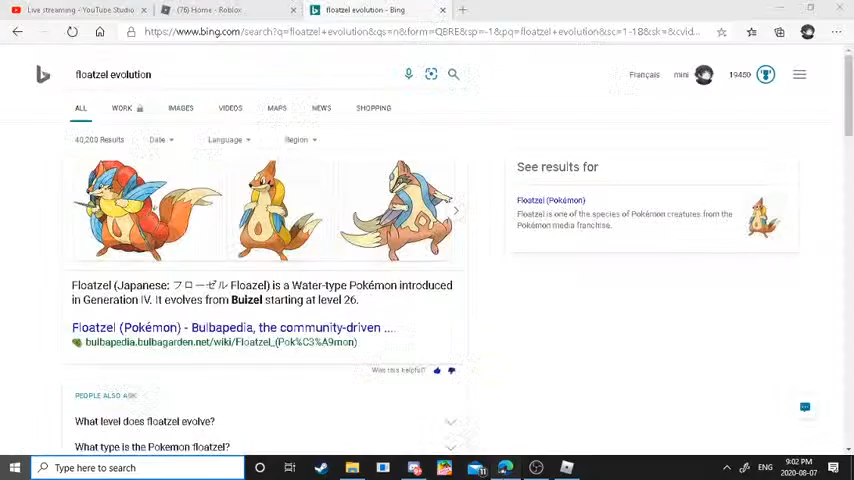 Live streaming - YouTube Studio
(76) Home - Roblox
floatzel evolution - Bing
https://www.bing.com/search?q=floatzel+evolution&qs=n&form=QBRE&sp=-1&pq=floatzel+evolution&sc=1-18&sk=&cvid...
floatzel evolution
Français
mini
19460
ALL
WORK
IMAGES
VIDEOS
MAPS
NEWS
SHOPPING
40,200 Results
Date
Language
Region
See results for
Floatzel (Pokémon)
Floatzel is one of the species of Pokémon creatures from the
Pokémon media franchise.
Floatzel (Japanese: フローゼル Floazel) is a Water-type Pokémon introduced
in Generation IV. It evolves from Buizel starting at level 26.
Floatzel (Pokémon) - Bulbapedia, the community-driven ....
bulbapedia.bulbagarden.net/wiki/Floatzel_(Pok%C3%A9mon)
Was this helpful?
PEOPLE ALSO ASK
What level does floatzel evolve?
What type is the Pokemon floatzel?
Type here to search
11
ENG
9:02 PM
2020-08-07